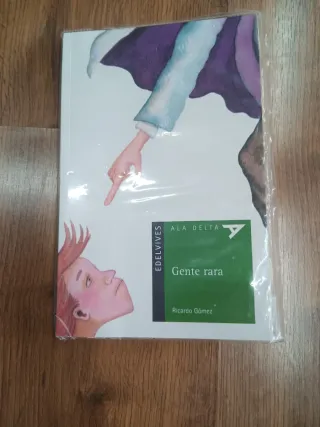 EDELVIVES
ALA DELTA
Gente rara
Ricardo Gómez